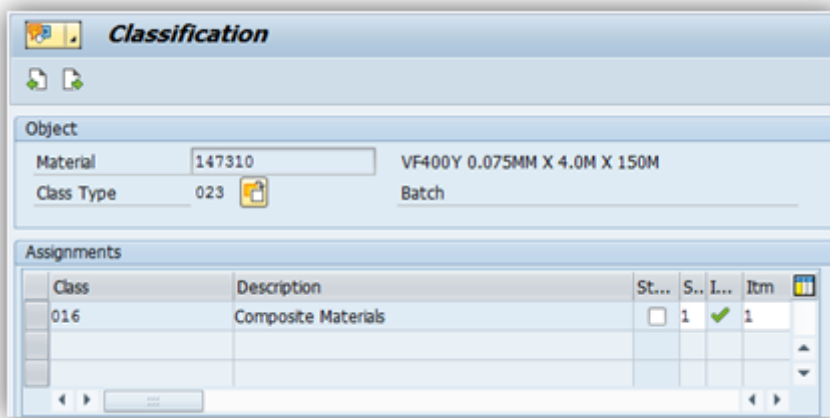 Classification
Object
Material 147310 VF400Y 0.075MM X 4.0M X 150M
Class Type 023 Batch
Assignments
Class Description St... S.. I... Itm
016 Composite Materials 1 1